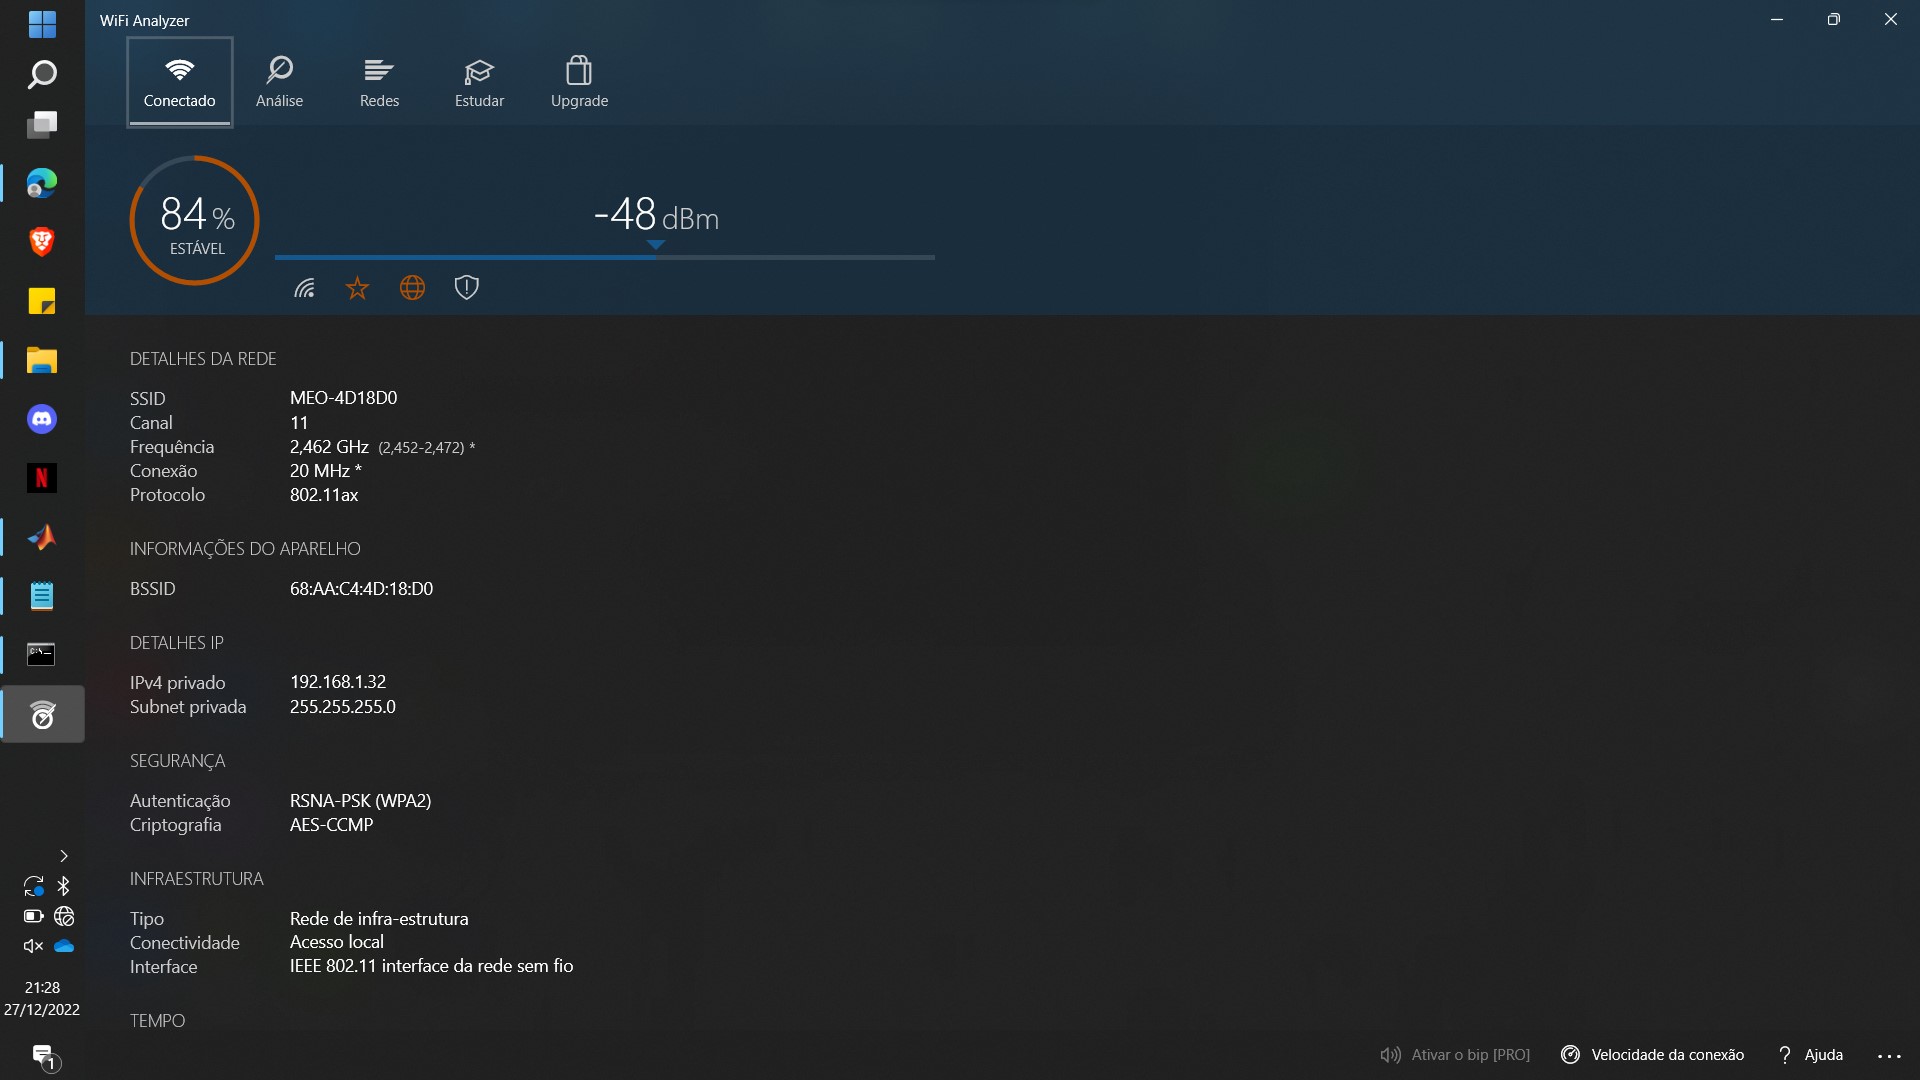 WiFi Analyzer
Conectado
Análise
Redes
Estudar
Upgrade
84 %
ESTÁVEL
-48 dBm
DETALHES DA REDE
SSID MEO-4D18D0
Canal 11
Frequência 2,462 GHz (2,452-2,472) *
Conexão 20 MHz *
Protocolo 802.11ax
INFORMAÇÕES DO APARELHO
BSSID 68:AA:C4:4D:18:D0
DETALHES IP
IPv4 privado 192.168.1.32
Subnet privada 255.255.255.0
SEGURANÇA
Autenticação RSNA-PSK (WPA2)
Criptografia AES-CCMP
INFRAESTRUTURA
Tipo Rede de infra-estrutura
Conectividade Acesso local
Interface IEEE 802.11 interface da rede sem fio
TEMPO
N
C:\
21:28
27/12/2022
1
Ativar o bip [PRO]
Velocidade da conexão
? Ajuda
...